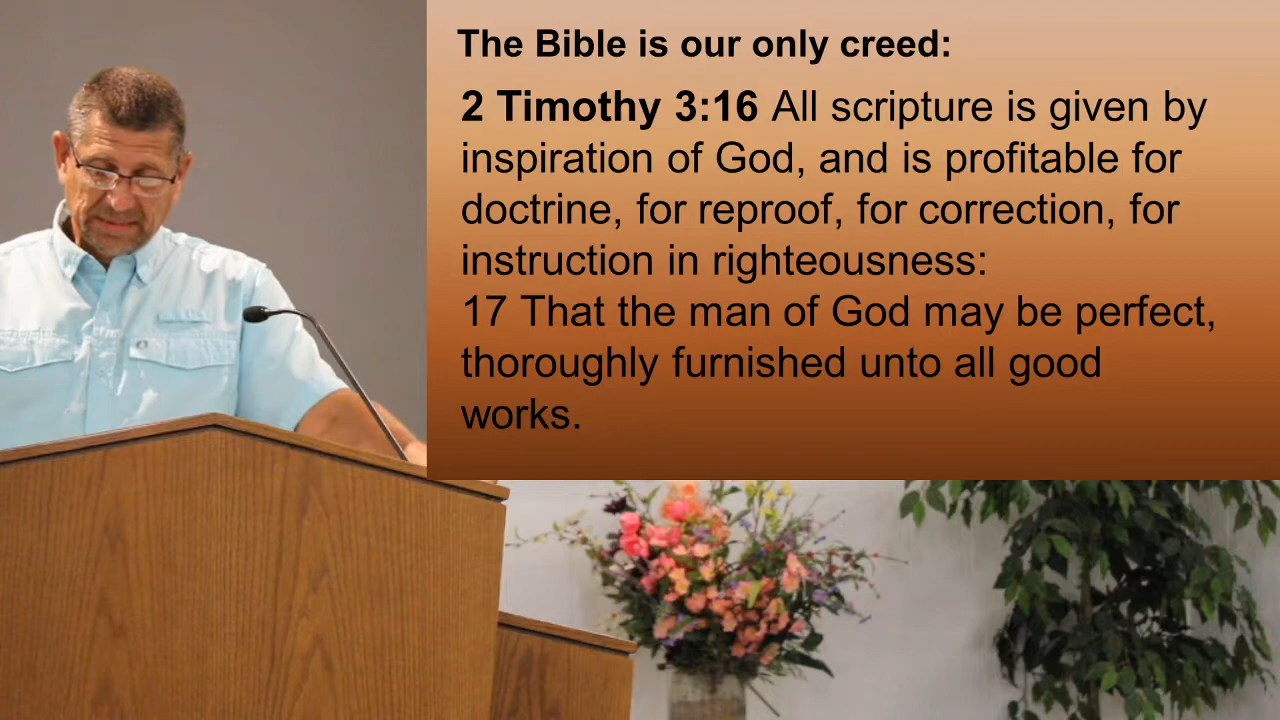 The Bible is our only creed:
2 Timothy 3:16 All scripture is given by
inspiration of God, and is profitable for
doctrine, for reproof, for correction, for
instruction in righteousness:
17 That the man of God may be perfect,
thoroughly furnished unto all good
works.